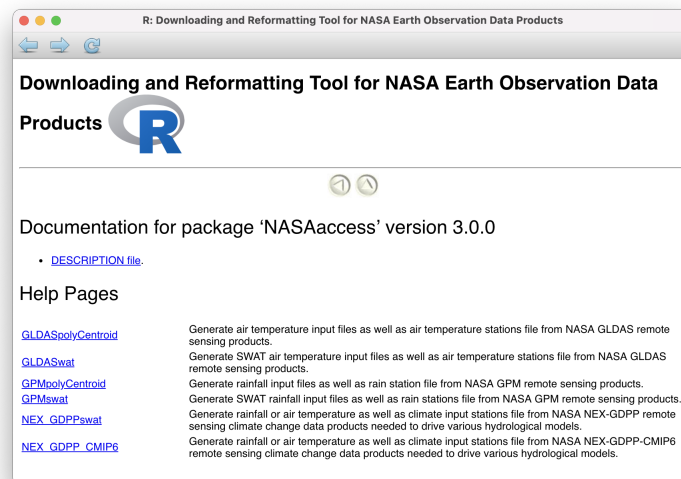 R: Downloading and Reformatting Tool for NASA Earth Observation Data Products
Downloading and Reformatting Tool for NASA Earth Observation Data
Products R
Documentation for package ‘NASAaccess’ version 3.0.0
• DESCRIPTION file.
Help Pages
GLDASpolyCentroid Generate air temperature input files as well as air temperature stations file from NASA GLDAS remote
sensing products.
GLDASwat Generate SWAT air temperature input files as well as air temperature stations file from NASA GLDAS
remote sensing products.
GPMpolyCentroid Generate rainfall input files as well as rain station file from NASA GPM remote sensing products.
GPMswat Generate SWAT rainfall input files as well as rain stations file from NASA GPM remote sensing products.
NEX_GDPPswat Generate rainfall or air temperature as well as climate input stations file from NASA NEX-GDPP remote
sensing climate change data products needed to drive various hydrological models.
NEX_GDPP_CMIP6 Generate rainfall or air temperature as well as climate input stations file from NASA NEX-GDPP-CMIP6
remote sensing climate change data products needed to drive various hydrological models.